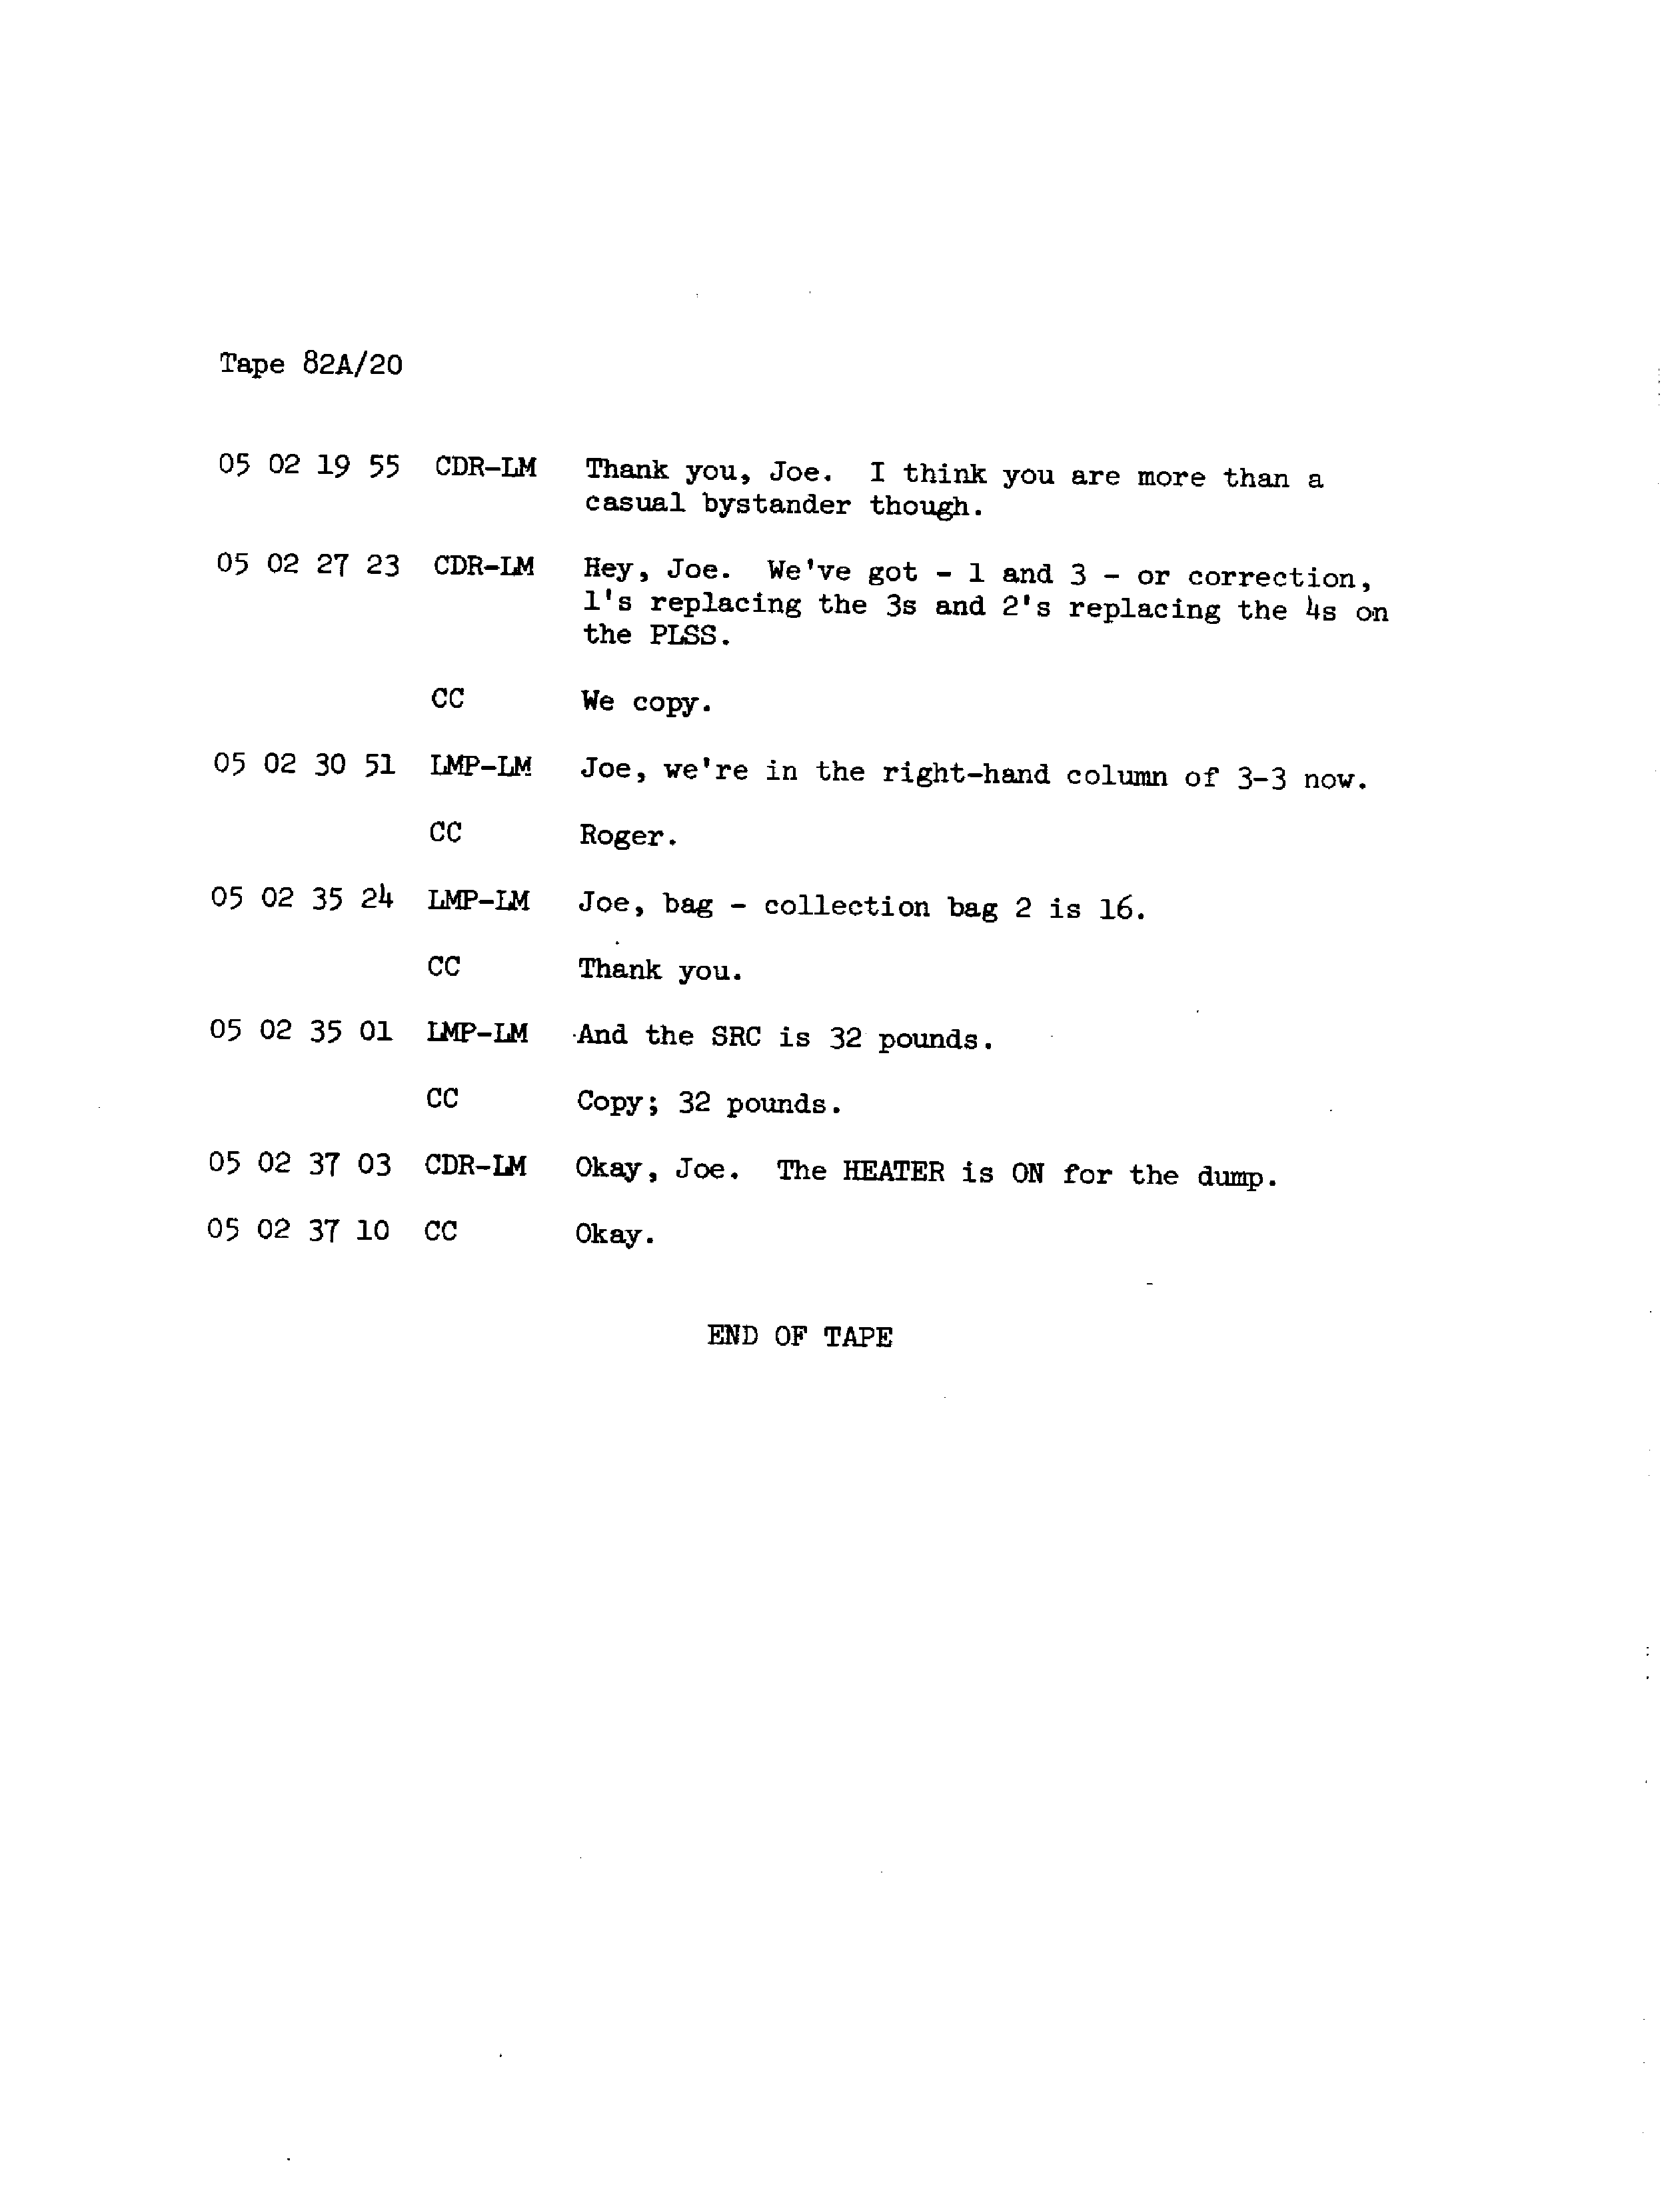 Tape 82A/20
05 02 19 55 CDR-LM Thank you, Joe. I think you are more than a
casual bystander though.
05 02 27 23 CDR-LM Hey, Joe. We've got - 1 and 3 - or correction,
1's replacing the 3s and 2's replacing the 4s on
the PLSS.
CC We copy.
05 02 30 51 LMP-LM Joe, we're in the right-hand column of 3-3 now.
CC Roger.
05 02 35 24 LMP-LM Joe, bag - collection bag 2 is 16.
CC Thank you.
05 02 35 01 LMP-LM And the SRC is 32 pounds.
CC Copy; 32 pounds.
05 02 37 03 CDR-LM Okay, Joe. The HEATER is ON for the dump.
05 02 37 10 CC Okay.
END OF TAPE